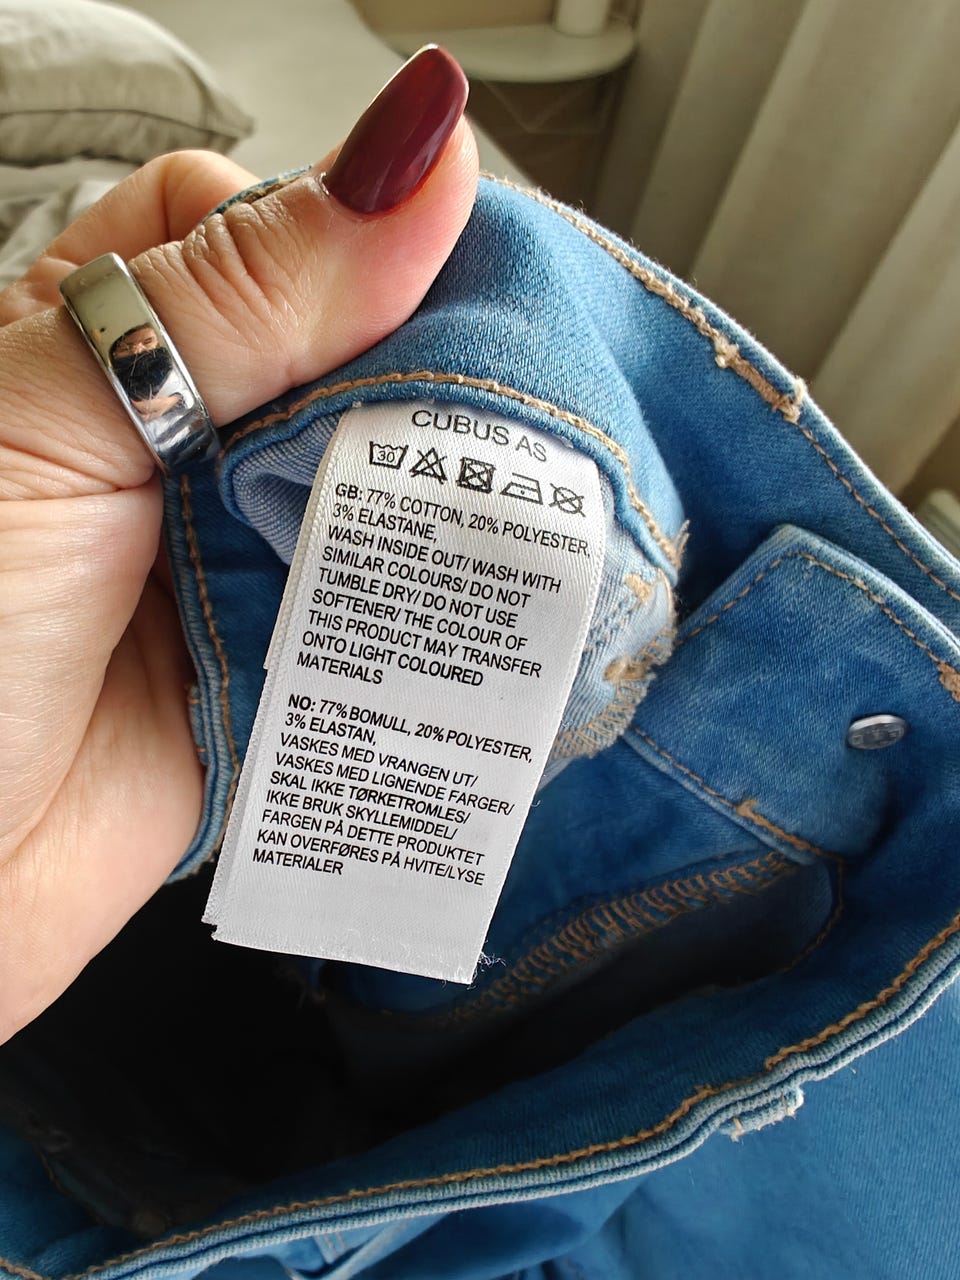 CUBUS AS
30
GB: 77% COTTON, 20% POLYESTER,
3% ELASTANE,
WASH INSIDE OUT/ WASH WITH
SIMILAR COLOURS/ DO NOT
TUMBLE DRY/ DO NOT USE
SOFTENER/ THE COLOUR OF
THIS PRODUCT MAY TRANSFER
ONTO LIGHT COLOURED
MATERIALS
NO: 77% BOMULL, 20% POLYESTER,
3% ELASTAN,
VASKES MED VRANGEN UT/
VASKES MED LIGNENDE FARGER/
SKAL IKKE TØRKETROMLES/
IKKE BRUK SKYLLEMIDDEL/
FARGEN PÅ DETTE PRODUKTET
KAN OVERFØRES PÅ HVITE/LYSE
MATERIALER